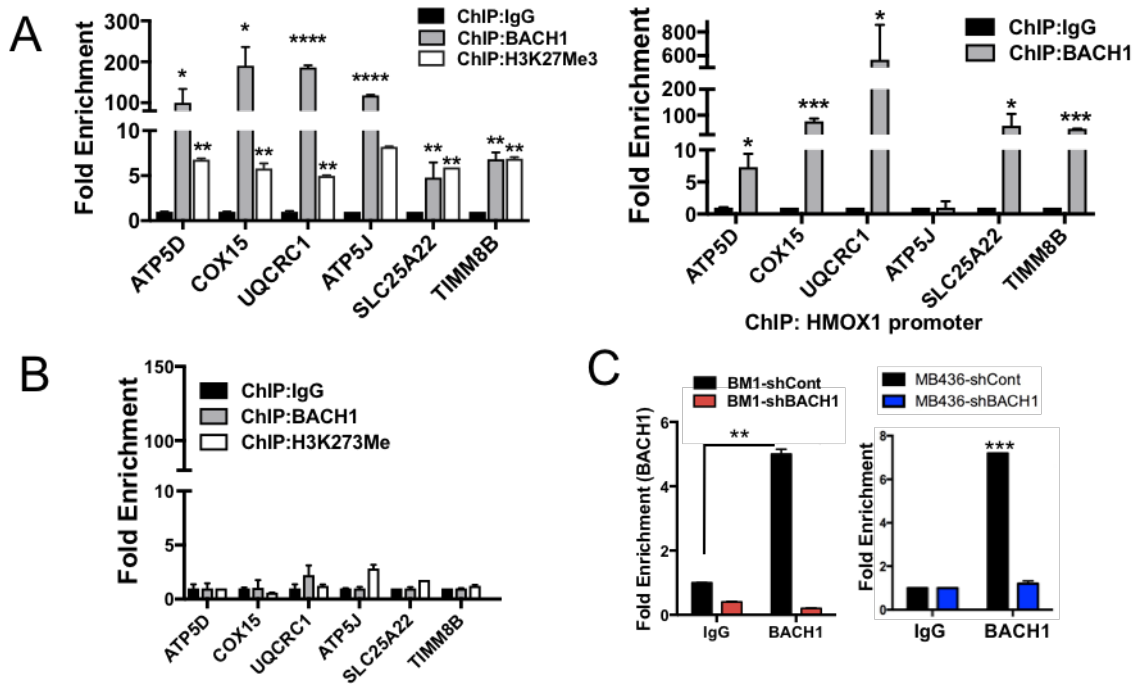 A
Fold Enrichment
300
200
100
10
5
0
ChIP:IgG
ChIP:BACH1
ChIP:H3K27Me3
*
**
*
**
****
**
****
**
**
**
**
ATP5D
COX15
UQCRC1
ATP5J
SLC25A22
TIMM8B
Fold Enrichment
800
600
400
200
100
10
5
0
ChIP:IgG
ChIP:BACH1
*
***
*
*
***
ATP5D
COX15
UQCRC1
ATP5J
SLC25A22
TIMM8B
ChIP: HMOX1 promoter
B
Fold Enrichment
150
100
10
5
0
ChIP:IgG
ChIP:BACH1
ChIP:H3K273Me
ATP5D
COX15
UQCRC1
ATP5J
SLC25A22
TIMM8B
C
BM1-shCont
BM1-shBACH1
Fold Enrichment (BACH1)
6
4
2
0
**
IgG
BACH1
MB436-shCont
MB436-shBACH1
Fold Enrichment
8
6
4
2
0
***
IgG
BACH1